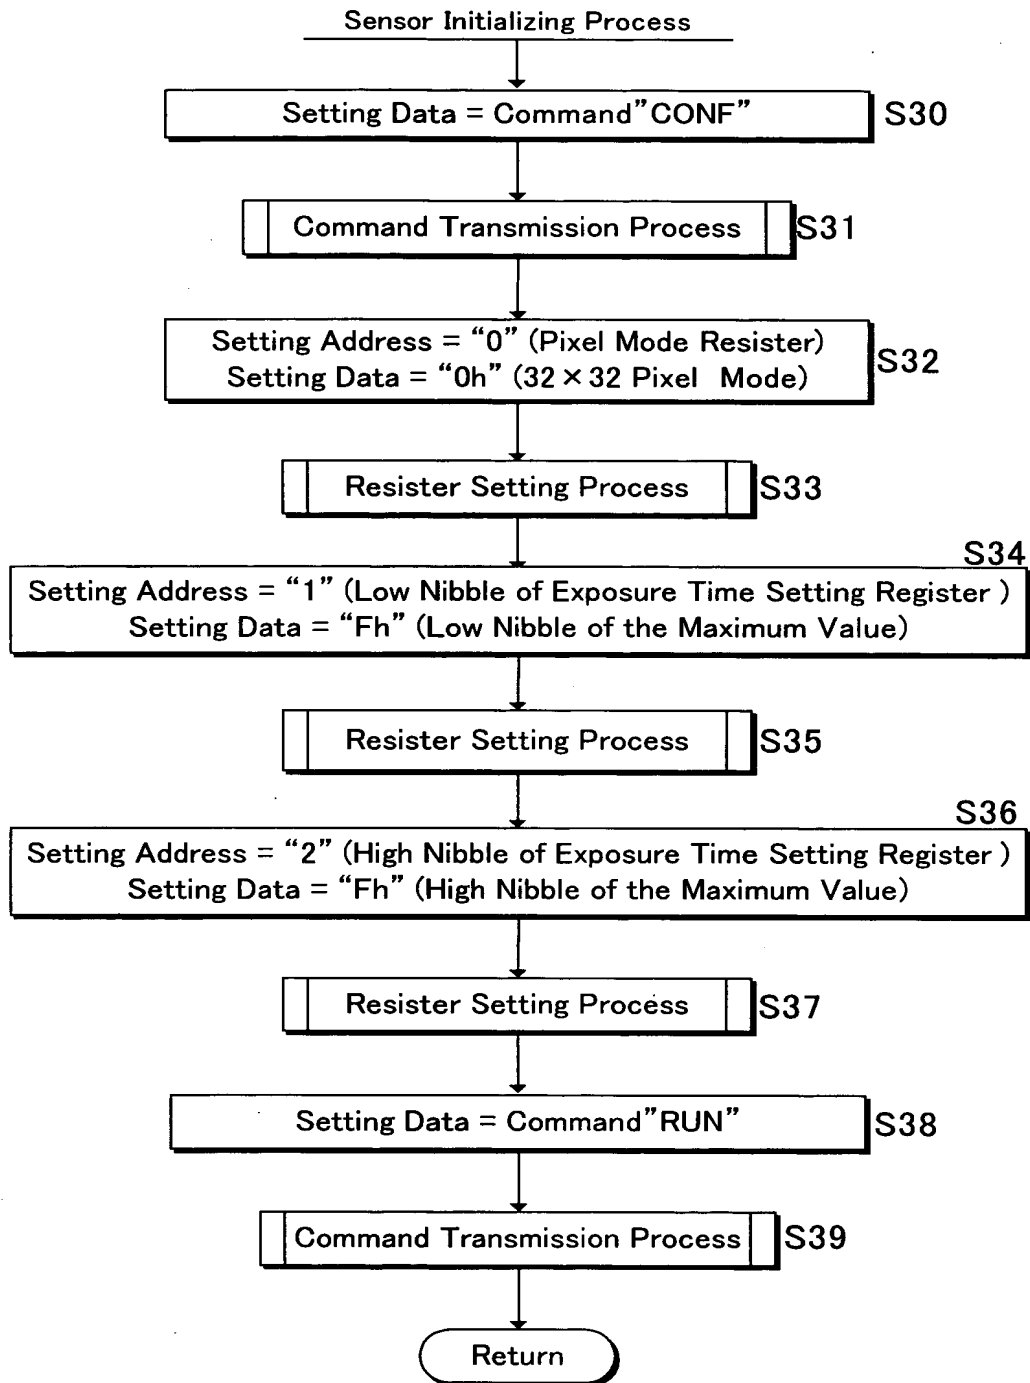 Sensor Initializing Process
Setting Data = Command"CONF"
S30
Command Transmission Process
S31
Setting Address = “0” (Pixel Mode Resister)
Setting Data = “0h” (32×32 Pixel Mode)
S32
Resister Setting Process
S33
S34
Setting Address = “1” (Low Nibble of Exposure Time Setting Register )
Setting Data = “Fh” (Low Nibble of the Maximum Value)
Resister Setting Process
S35
S36
Setting Address = “2” (High Nibble of Exposure Time Setting Register )
Setting Data = “Fh” (High Nibble of the Maximum Value)
Resister Setting Process
S37
Setting Data = Command"RUN"
S38
Command Transmission Process
S39
Return